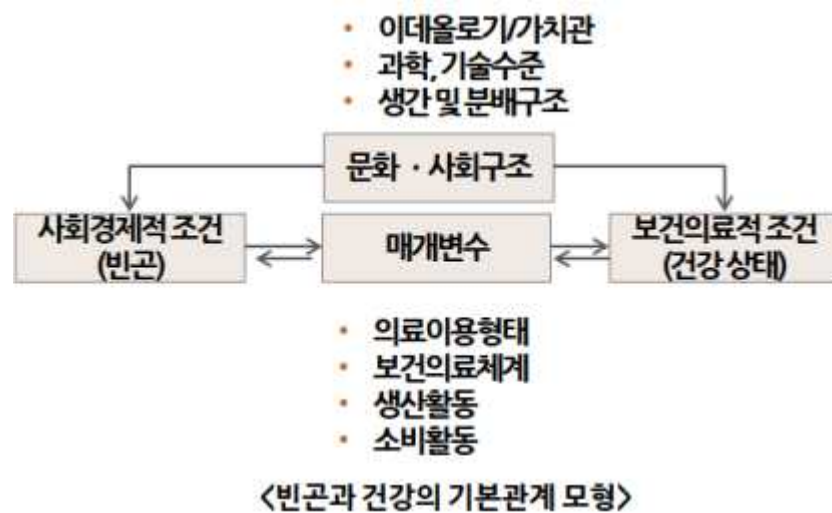 • 이데올로기/가치관
• 과학, 기술수준
• 생간 및 분배구조
문화 · 사회구조
사회경제적 조건
(빈곤)
매개변수
보건의료적 조건
(건강 상태)
• 의료이용형태
• 보건의료체계
• 생산활동
• 소비활동
<빈곤과 건강의 기본관계 모형>